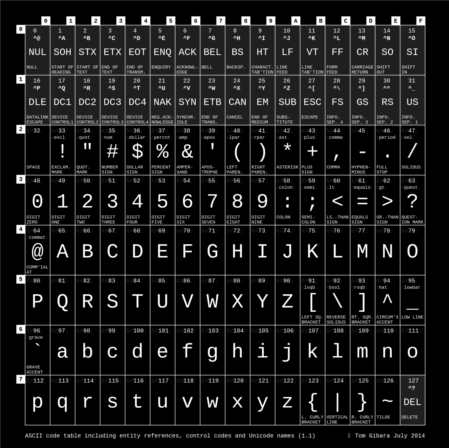 0 1 2 3 4 5 6 7 8 9 A B C D E F
0 0 1 2 3 4 5 6 7 8 9 10 11 12 13 14 15
^@ ^A ^B ^C ^D ^E ^F ^G ^H ^I ^J ^K ^L ^M ^N ^O
NUL SOH STX ETX EOT ENQ ACK BEL BS HT LF VT FF CR SO SI
NULL START OF START OF END OF END OF ENQUIRY ACKNOWL- BELL BACKSP. CHARACT. LINE LINE FORM CARRIAGE SHIFT SHIFT
HEADING TEXT TEXT TRANSM. EDGE TAB'TION FEED TAB'TION FEED RETURN OUT IN
1 16 17 18 19 20 21 22 23 24 25 26 27 28 29 30 31
^P ^Q ^R ^S ^T ^U ^V ^W ^X ^Y ^Z ^[ ^\ ^] ^^ ^_
DLE DC1 DC2 DC3 DC4 NAK SYN ETB CAN EM SUB ESC FS GS RS US
DATALINK DEVICE DEVICE DEVICE DEVICE NEG.ACK- SYNCHR. END OF CANCEL END OF SUBS- ESCAPE INFO. INFO. INFO. INFO.
ESCAPE CONTROL1 CONTROL2 CONTROL3 CONTROL4 NOWLEDGE IDLE TRANS. MEDIUM TITUTE SEP. 4 SEP. 3 SEP. 2 SEP. 1
2 32 33 34 35 36 37 38 39 40 41 42 43 44 45 46 47
excl quot num dollar percnt amp apos lpar rpar ast plus comma period sol
! " # $ % & ' ( ) * + , - . /
SPACE EXCLAM. QUOT. NUMBER DOLLAR PERCENT AMPER- APOS- LEFT RIGHT ASTERISK PLUS COMMA HYPHEN- FULL SOLIDUS
MARK MARK SIGN SIGN SIGN SAND TROPHE PAREN. PAREN. SIGN MINUS STOP
3 48 49 50 51 52 53 54 55 56 57 58 59 60 61 62 63
colon semi lt equals gt quest
0 1 2 3 4 5 6 7 8 9 : ; < = > ?
DIGIT DIGIT DIGIT DIGIT DIGIT DIGIT DIGIT DIGIT DIGIT DIGIT COLON SEMI- LS.-THAN EQUALS GR.-THAN QUEST-
ZERO ONE TWO THREE FOUR FIVE SIX SEVEN EIGHT NINE COLON SIGN SIGN SIGN ION MARK
4 64 65 66 67 68 69 70 71 72 73 74 75 76 77 78 79
commat
@ A B C D E F G H I J K L M N O
COMM'IAL
AT
5 80 81 82 83 84 85 86 87 88 89 90 91 92 93 94 95
lsqb bsol rsqb hat lowbar
P Q R S T U V W X Y Z [ \ ] ^ _
LEFT SQ. REVERSE RT. SQR. CIRCUM'X LOW LINE
BRACKET SOLIDUS BRACKET ACCENT
6 96 97 98 99 100 101 102 103 104 105 106 107 108 109 110 111
grave
` a b c d e f g h i j k l m n o
GRAVE
ACCENT
7 112 113 114 115 116 117 118 119 120 121 122 123 124 125 126 127
^?
p q r s t u v w x y z { | } ~ DEL
L. CURLY VERTICAL R. CURLY TILDE DELETE
BRACKET LINE BRACKET
ASCII code table including entity references, control codes and Unicode names (1.1) Tom Gibara July 2014